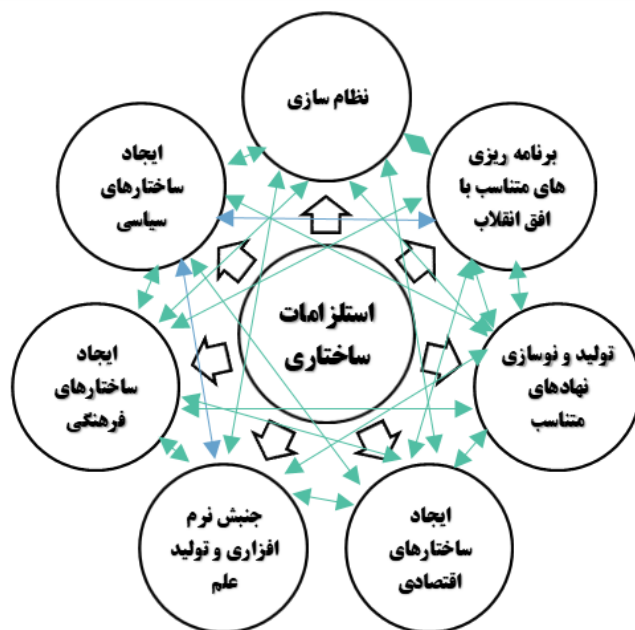 نظام سازی
برنامه ریزی
های متناسب با
افق انقلاب
ایجاد
ساختارهای
سیاسی
استلزامات
ساختاری
تولید و نوسازی
نهادهای
متناسب
ایجاد
ساختارهای
فرهنگی
ایجاد
ساختارهای
اقتصادی
جنبش نرم
افزاری و تولید
علم